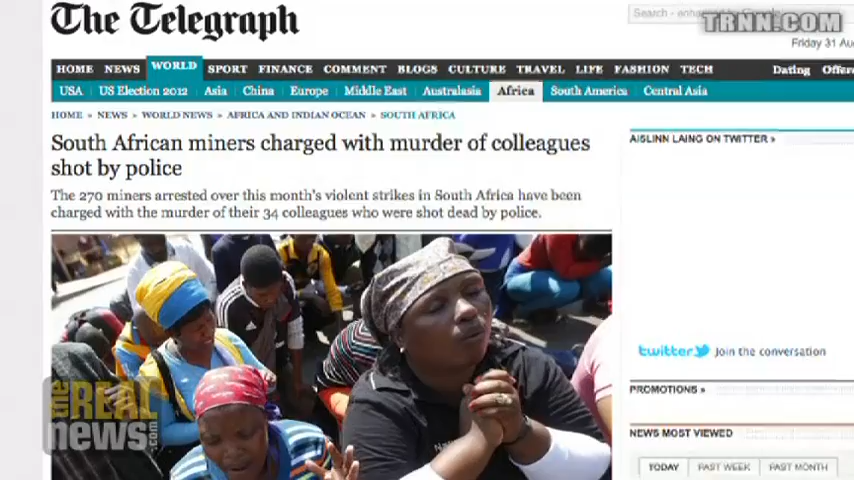 The Telegraph
Search - enhanced by Google
TRNN.COM
Friday 31 Au
HOME NEWS WORLD SPORT FINANCE COMMENT BLOGS CULTURE TRAVEL LIFE FASHION TECH Dating Offer
USA US Election 2012 Asia China Europe Middle East Australasia Africa South America Central Asia
HOME » NEWS » WORLD NEWS » AFRICA AND INDIAN OCEAN » SOUTH AFRICA
South African miners charged with murder of colleagues
shot by police
The 270 miners arrested over this month's violent strikes in South Africa have been
charged with the murder of their 34 colleagues who were shot dead by police.
AISLINN LAING ON TWITTER »
twitter Join the conversation
PROMOTIONS »
NEWS MOST VIEWED
TODAY PAST WEEK PAST MONTH
the REAL
news.com